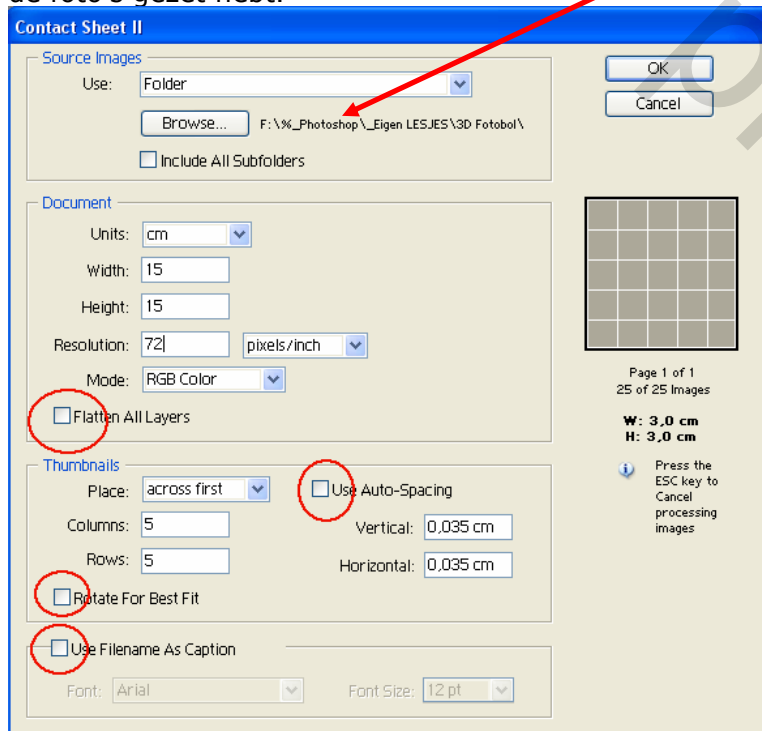 de foto's gezet hebt.
Contact Sheet II
Source Images
Use: Folder
Browse... F:\%_Photoshop\_Eigen LESJES\3D Fotobol\
Include All Subfolders
OK
Cancel
Document
Units: cm
Width: 15
Height: 15
Resolution: 72 pixels/inch
Mode: RGB Color
Flatten All Layers
Page 1 of 1
25 of 25 Images
W: 3,0 cm
H: 3,0 cm
Press the
ESC key to
Cancel
processing
images
Thumbnails
Place: across first
Use Auto-Spacing
Columns: 5
Vertical: 0,035 cm
Rows: 5
Horizontal: 0,035 cm
Rotate For Best Fit
Use Filename As Caption
Font: Arial
Font Size: 12 pt